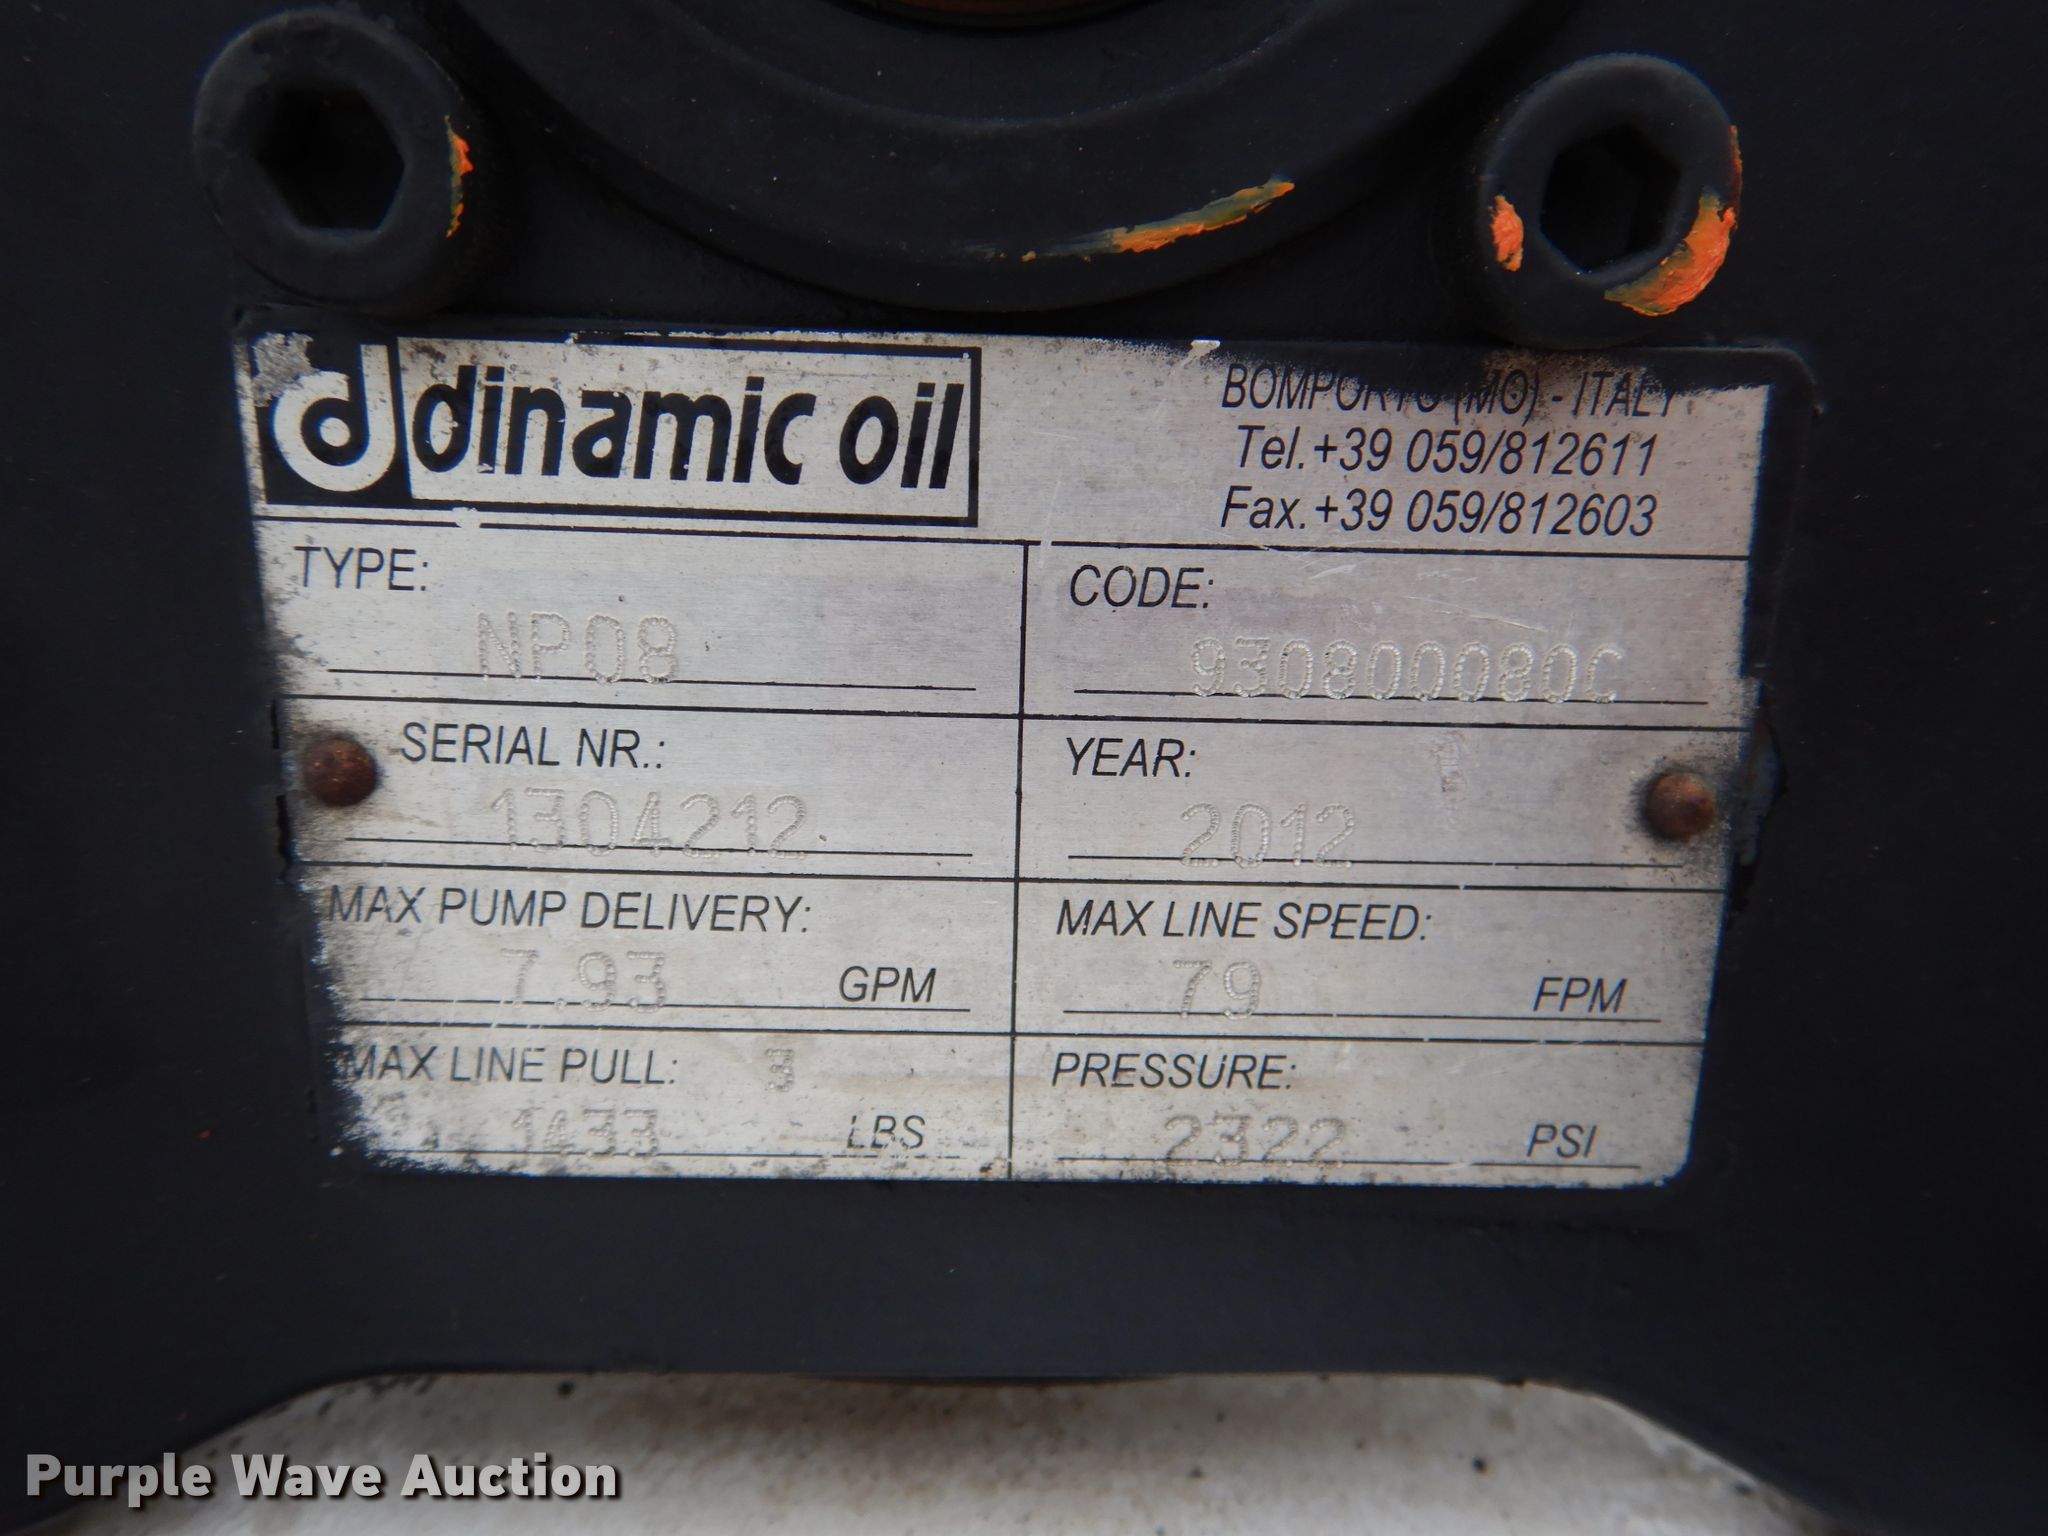 dinamic oil
BOMPORTO (MO) - ITALY
Tel.+39 059/812611
Fax.+39 059/812603
TYPE: NP08
CODE: 930800080C
SERIAL NR.: 1304212
YEAR: 2012
MAX PUMP DELIVERY: 7.93 GPM
MAX LINE SPEED: 79 FPM
MAX LINE PULL: 3
1433 LBS
PRESSURE: 2322 PSI
Purple Wave Auction